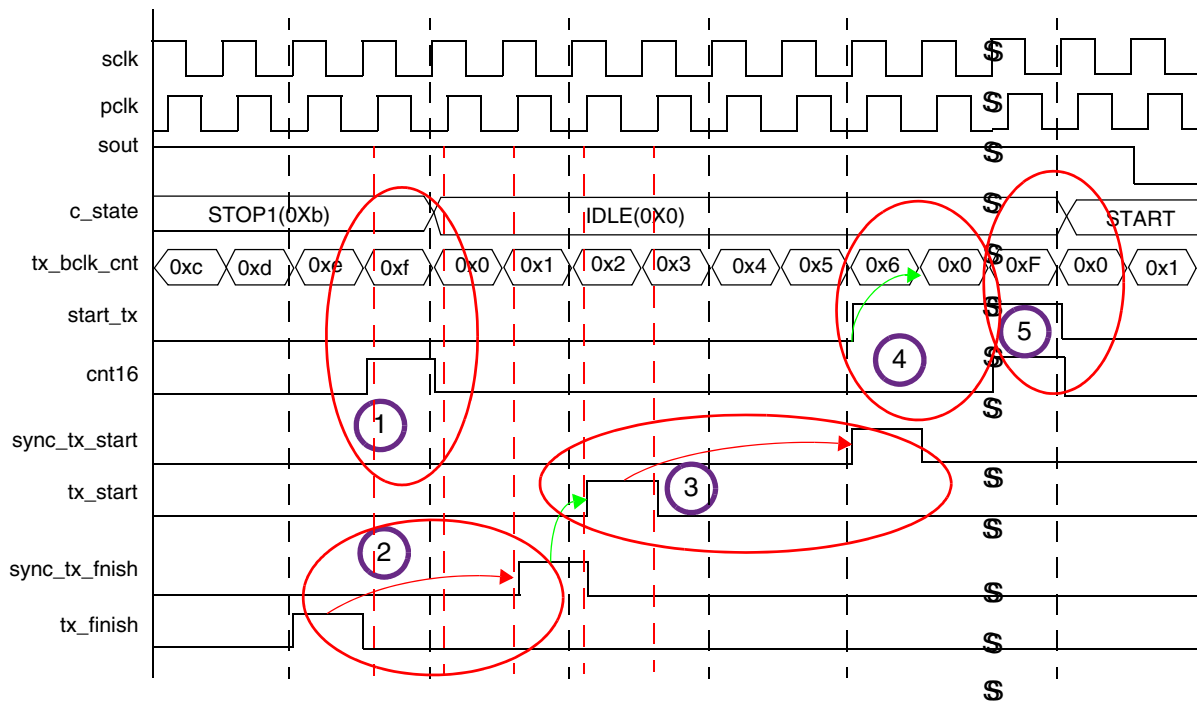 sclk
pclk
sout
c_state STOP1(0Xb) IDLE(0X0) START
tx_bclk_cnt 0xc 0xd 0xe 0xf 0x0 0x1 0x2 0x3 0x4 0x5 0x6 0x0 0xF 0x0 0x1
start_tx
5
4
cnt16
1
sync_tx_start
3
tx_start
2
sync_tx_fnish
tx_finish
S
S
S
S
S
S
S
S
S
S
S
S
S